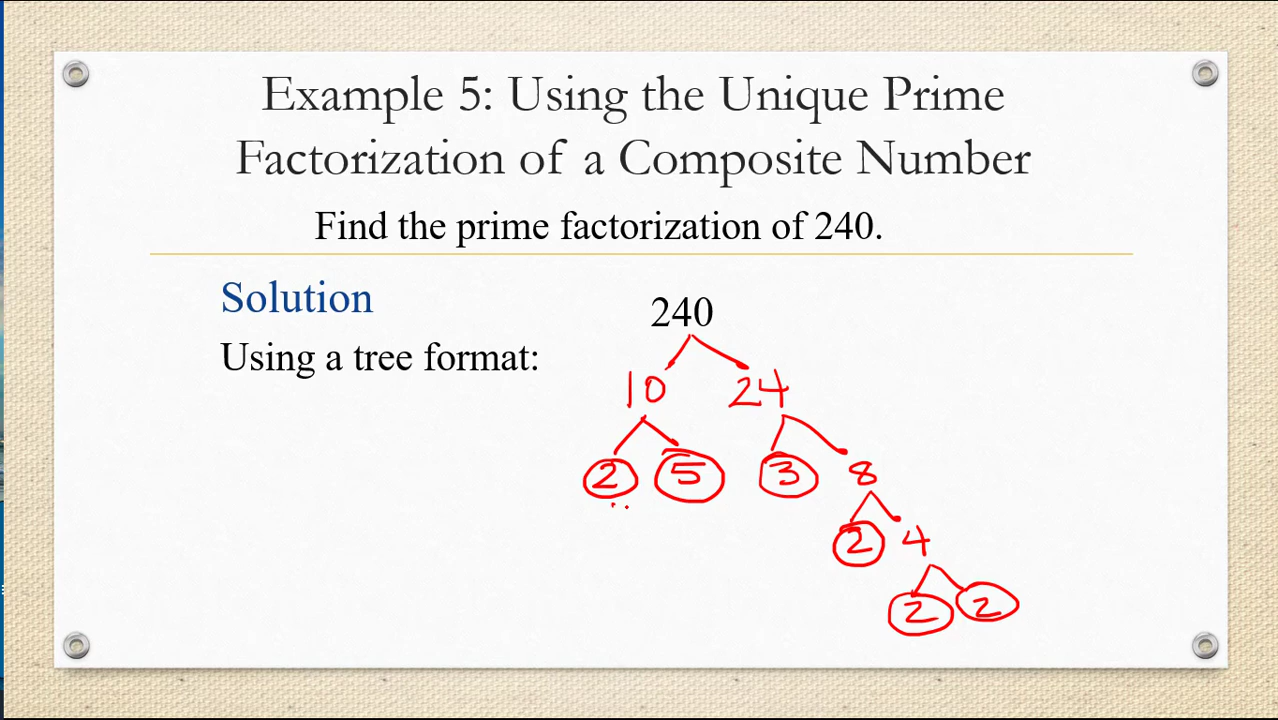 Example 5: Using the Unique Prime
Factorization of a Composite Number
Find the prime factorization of 240.
Solution
240
Using a tree format:
10 24
2 5 3 8
2 4
2 2